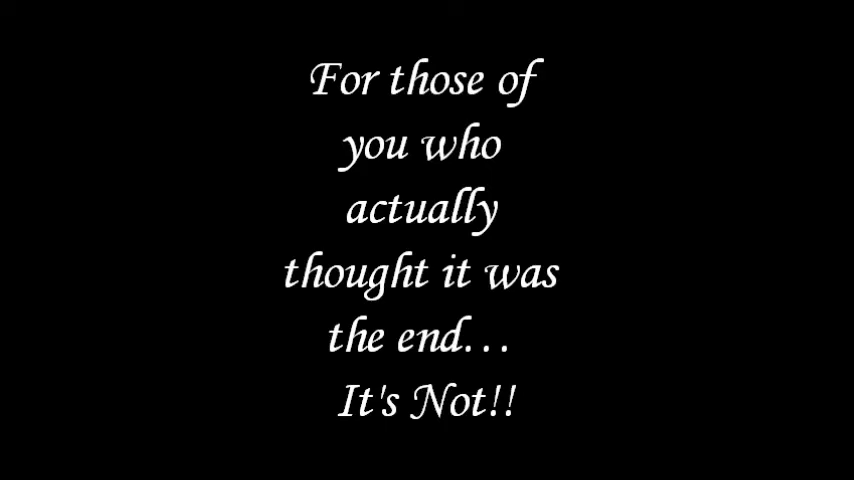 For those of
you who
actually
thought it was
the end...
It's Not!!